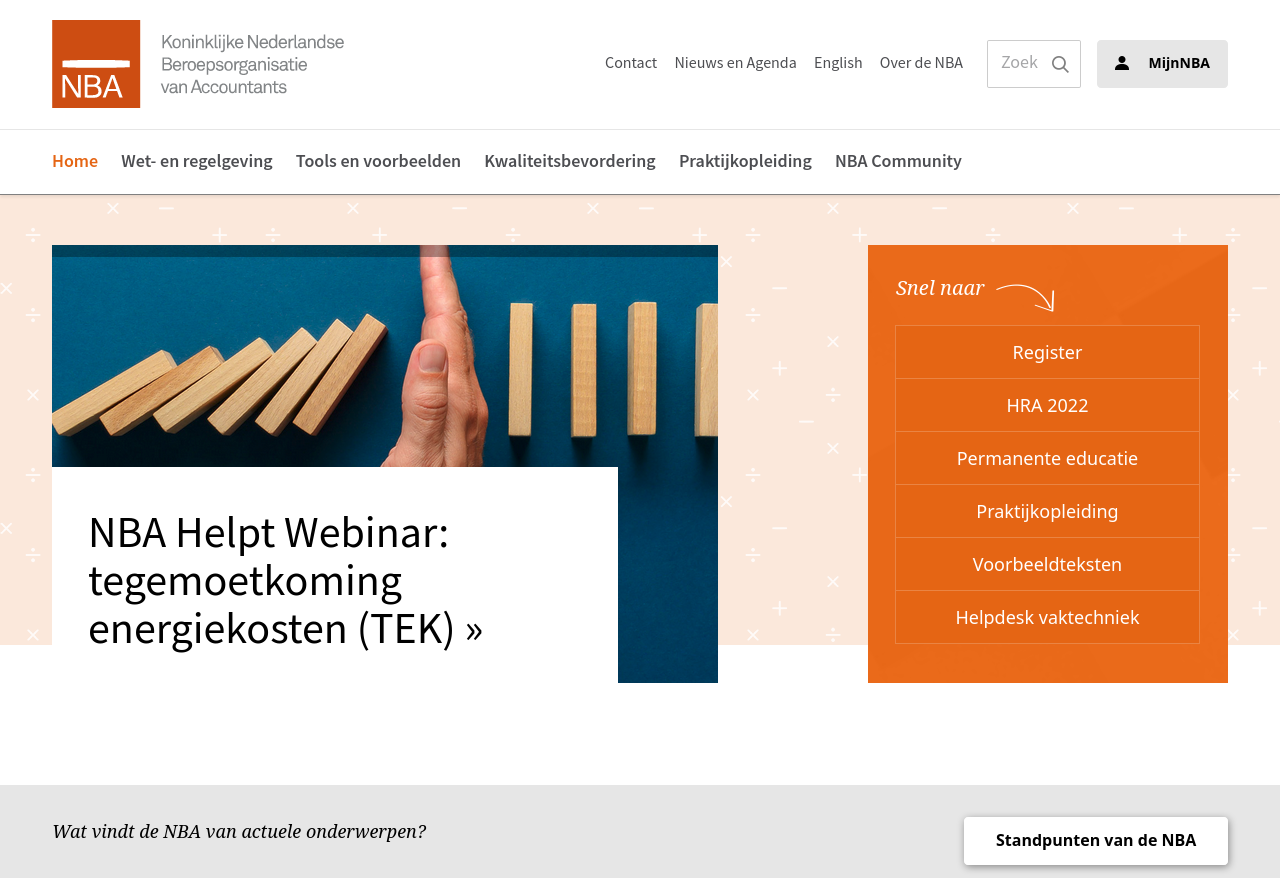 NBA
Koninklijke Nederlandse
Beroepsorganisatie
van Accountants
Contact
Nieuws en Agenda
English
Over de NBA
Zoek
MijnNBA
Home
Wet- en regelgeving
Tools en voorbeelden
Kwaliteitsbevordering
Praktijkopleiding
NBA Community
NBA Helpt Webinar:
tegemoetkoming
energiekosten (TEK) »
Snel naar
Register
HRA 2022
Permanente educatie
Praktijkopleiding
Voorbeeldteksten
Helpdesk vaktechniek
Wat vindt de NBA van actuele onderwerpen?
Standpunten van de NBA